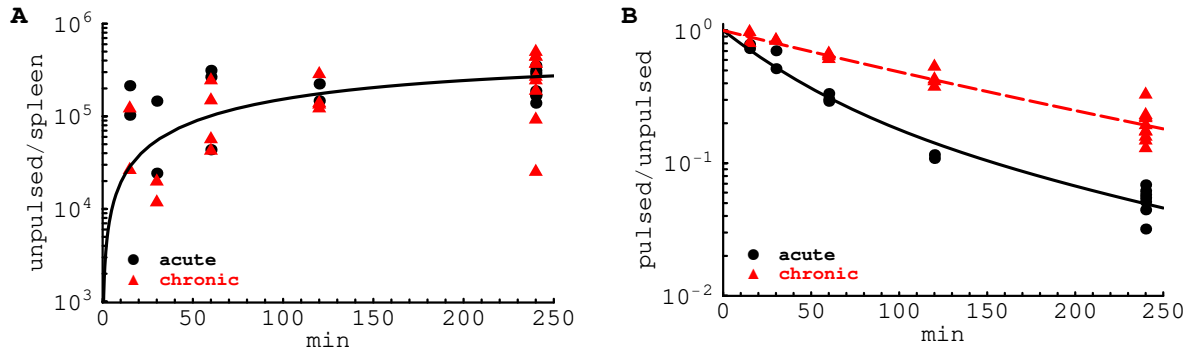 A
unpulsed/spleen
10^6
10^5
10^4
10^3
acute
chronic
0 50 100 150 200 250
min
B
pulsed/unpulsed
10^0
10^-1
10^-2
acute
chronic
0 50 100 150 200 250
min